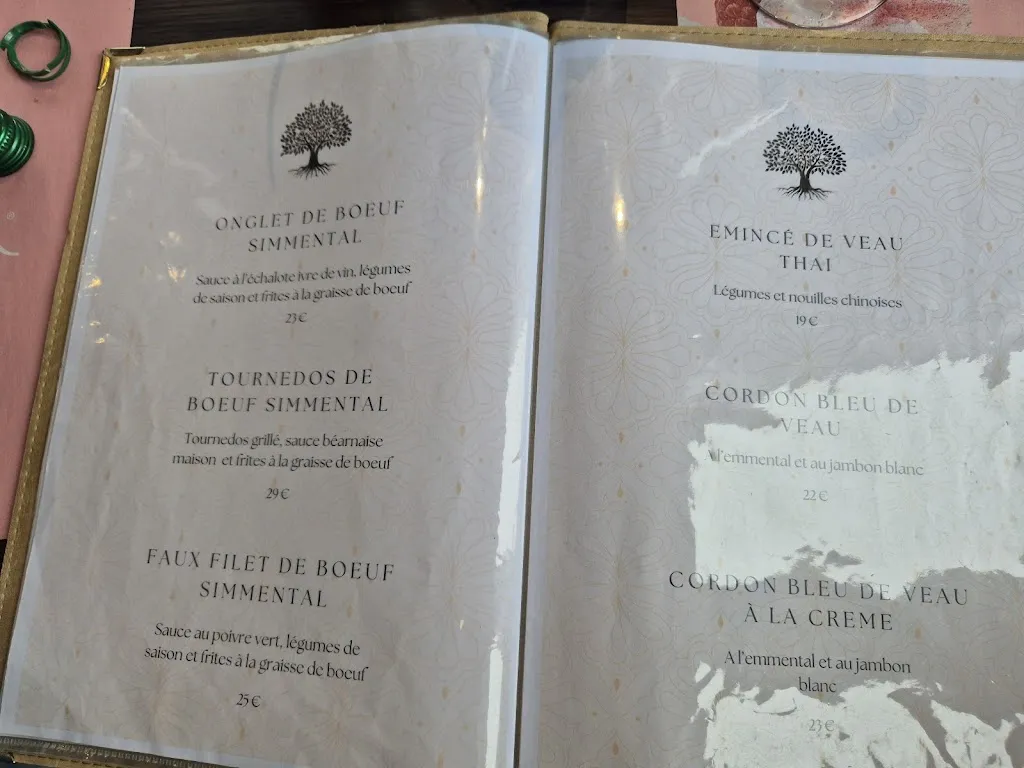 ONGLET DE BOEUF
SIMMENTAL
Sauce à l'échalote ivre de vin, légumes
de saison et frites à la graisse de boeuf
23 €
TOURNEDOS DE
BOEUF SIMMENTAL
Tournedos grillé, sauce béarnaise
maison et frites à la graisse de boeuf
29 €
FAUX FILET DE BOEUF
SIMMENTAL
Sauce au poivre vert, légumes de
saison et frites à la graisse de boeuf
25 €
EMINCÉ DE VEAU
THAI
Légumes et nouilles chinoises
19 €
CORDON BLEU DE
VEAU
A l'emmental et au jambon blanc
22 €
CORDON BLEU DE VEAU
À LA CREME
A l'emmental et au jambon
blanc
23 €